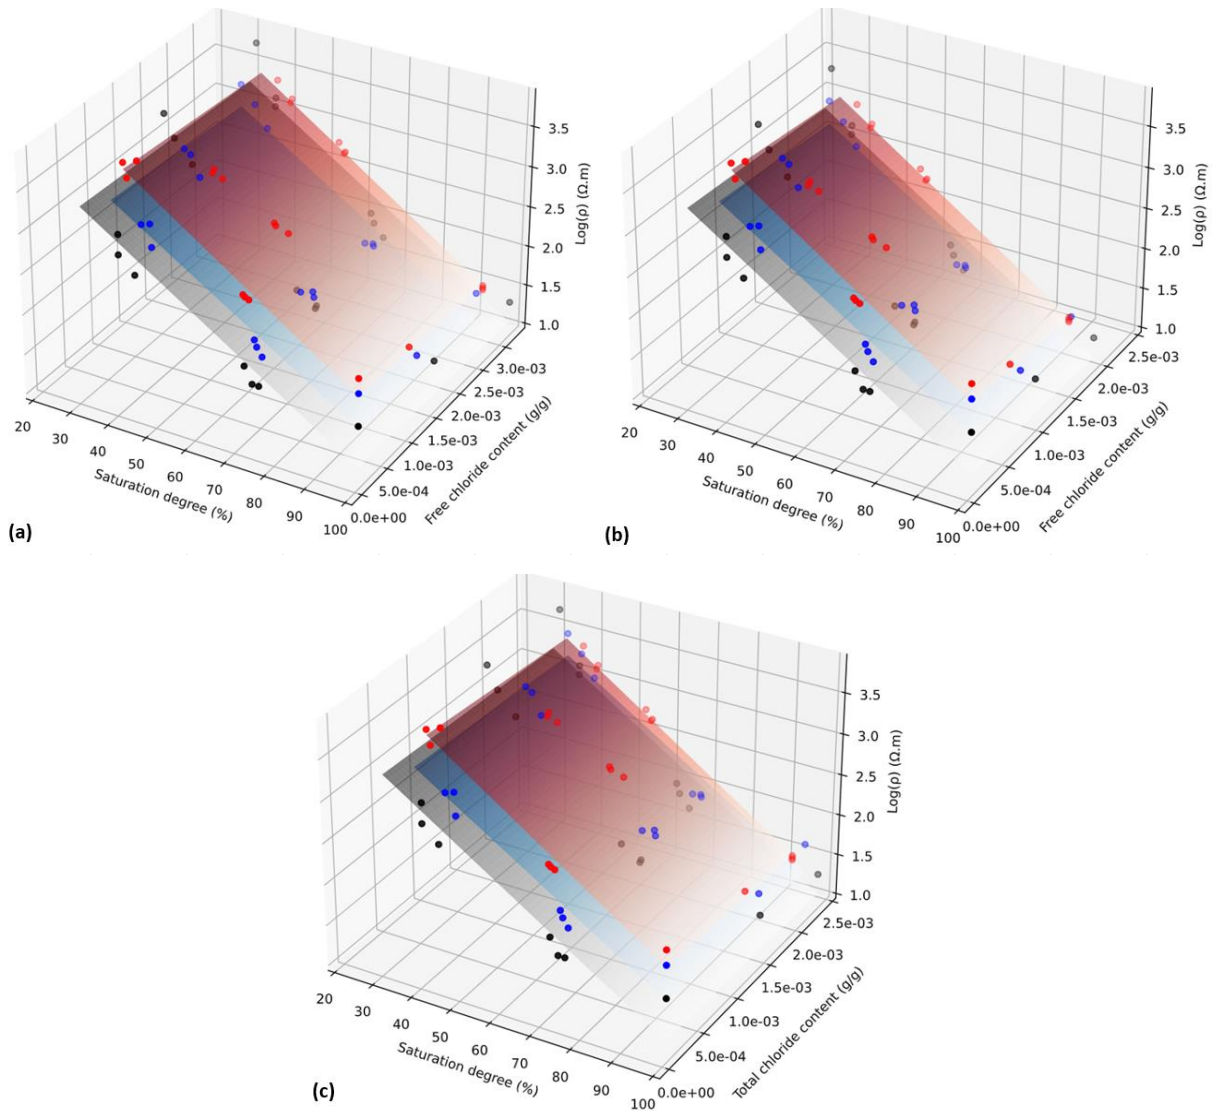 3.5
3.0
2.5
2.0
1.5
1.0
Log(ρ) (Ω.m)
20
30
40
50
60
70
80
90
100
Saturation degree (%)
0.0e+00
5.0e-04
1.0e-03
1.5e-03
2.0e-03
2.5e-03
3.0e-03
Free chloride content (g/g)
(a)
3.5
3.0
2.5
2.0
1.5
1.0
Log(ρ) (Ω.m)
20
30
40
50
60
70
80
90
100
Saturation degree (%)
0.0e+00
5.0e-04
1.0e-03
1.5e-03
2.0e-03
2.5e-03
Free chloride content (g/g)
(b)
3.5
3.0
2.5
2.0
1.5
1.0
Log(ρ) (Ω.m)
20
30
40
50
60
70
80
90
100
Saturation degree (%)
0.0e+00
5.0e-04
1.0e-03
1.5e-03
2.0e-03
2.5e-03
Total chloride content (g/g)
(c)